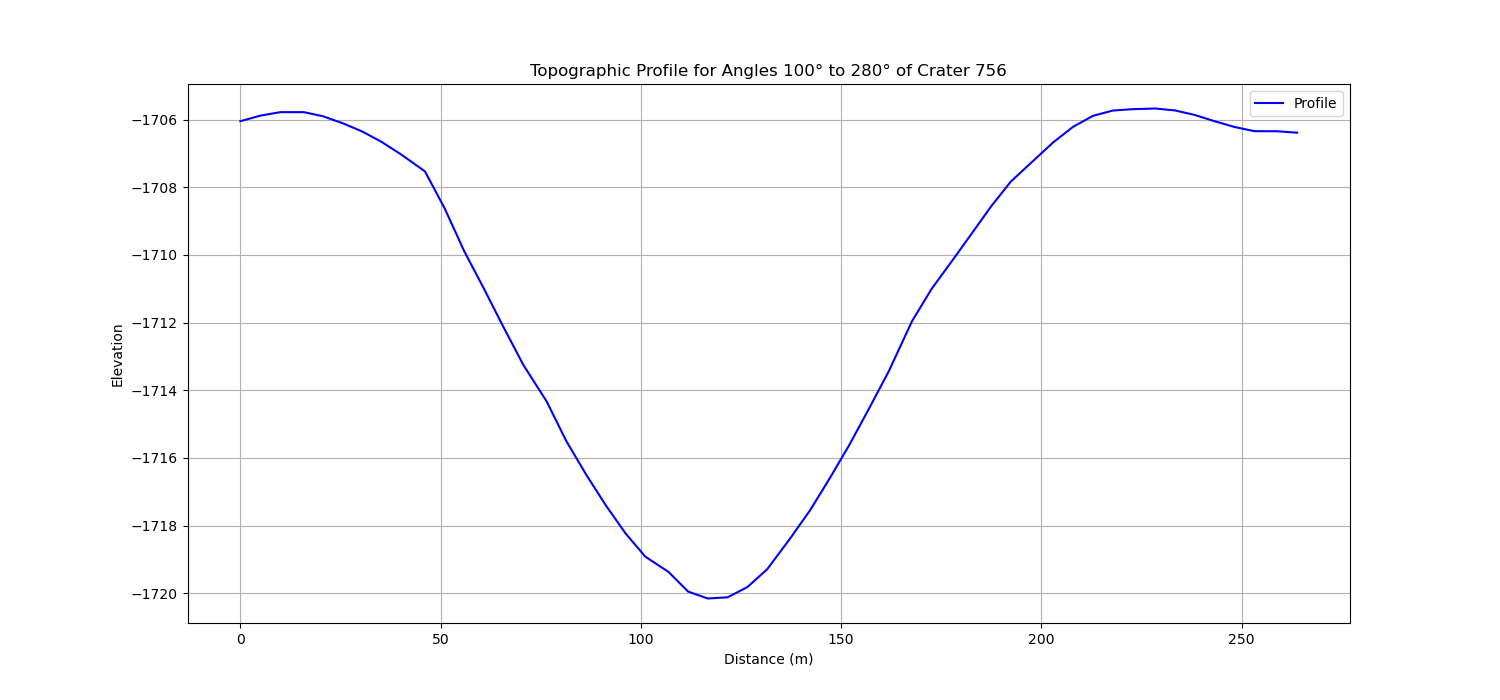 Topographic Profile for Angles 100° to 280° of Crater 756
Profile
−1706
−1708
−1710
−1712
−1714
−1716
−1718
−1720
Elevation
0 50 100 150 200 250
Distance (m)